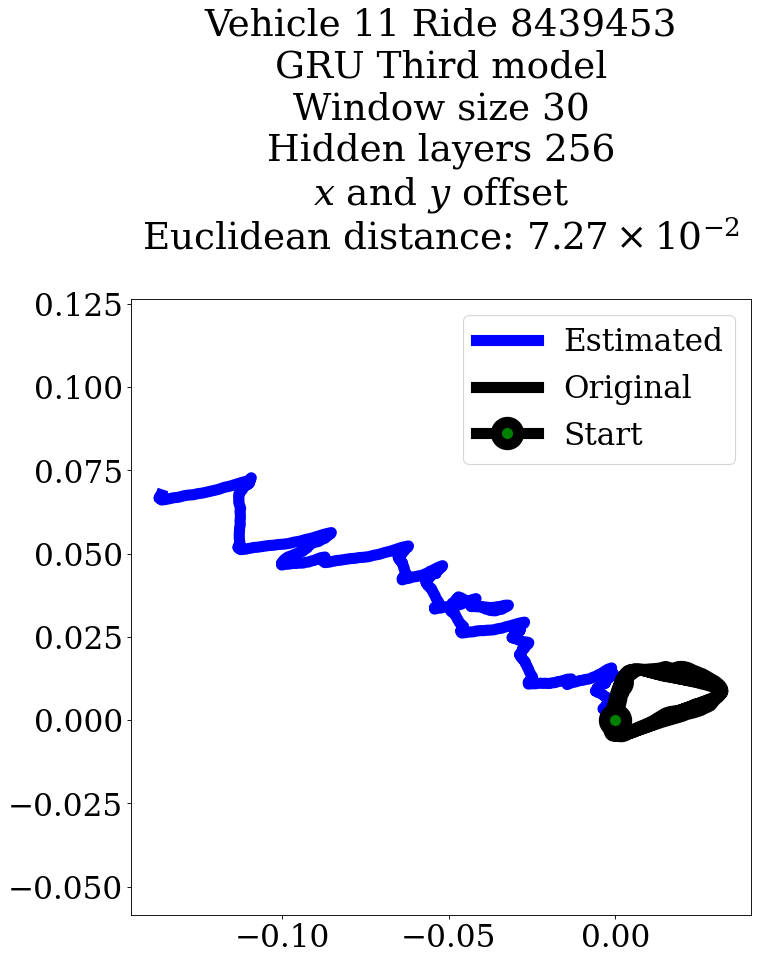 Vehicle 11 Ride 8439453
GRU Third model
Window size 30
Hidden layers 256
x and y offset
Euclidean distance: 7.27 × 10⁻²
Estimated
Original
Start
0.125
0.100
0.075
0.050
0.025
0.000
−0.025
−0.050
−0.10
−0.05
0.00